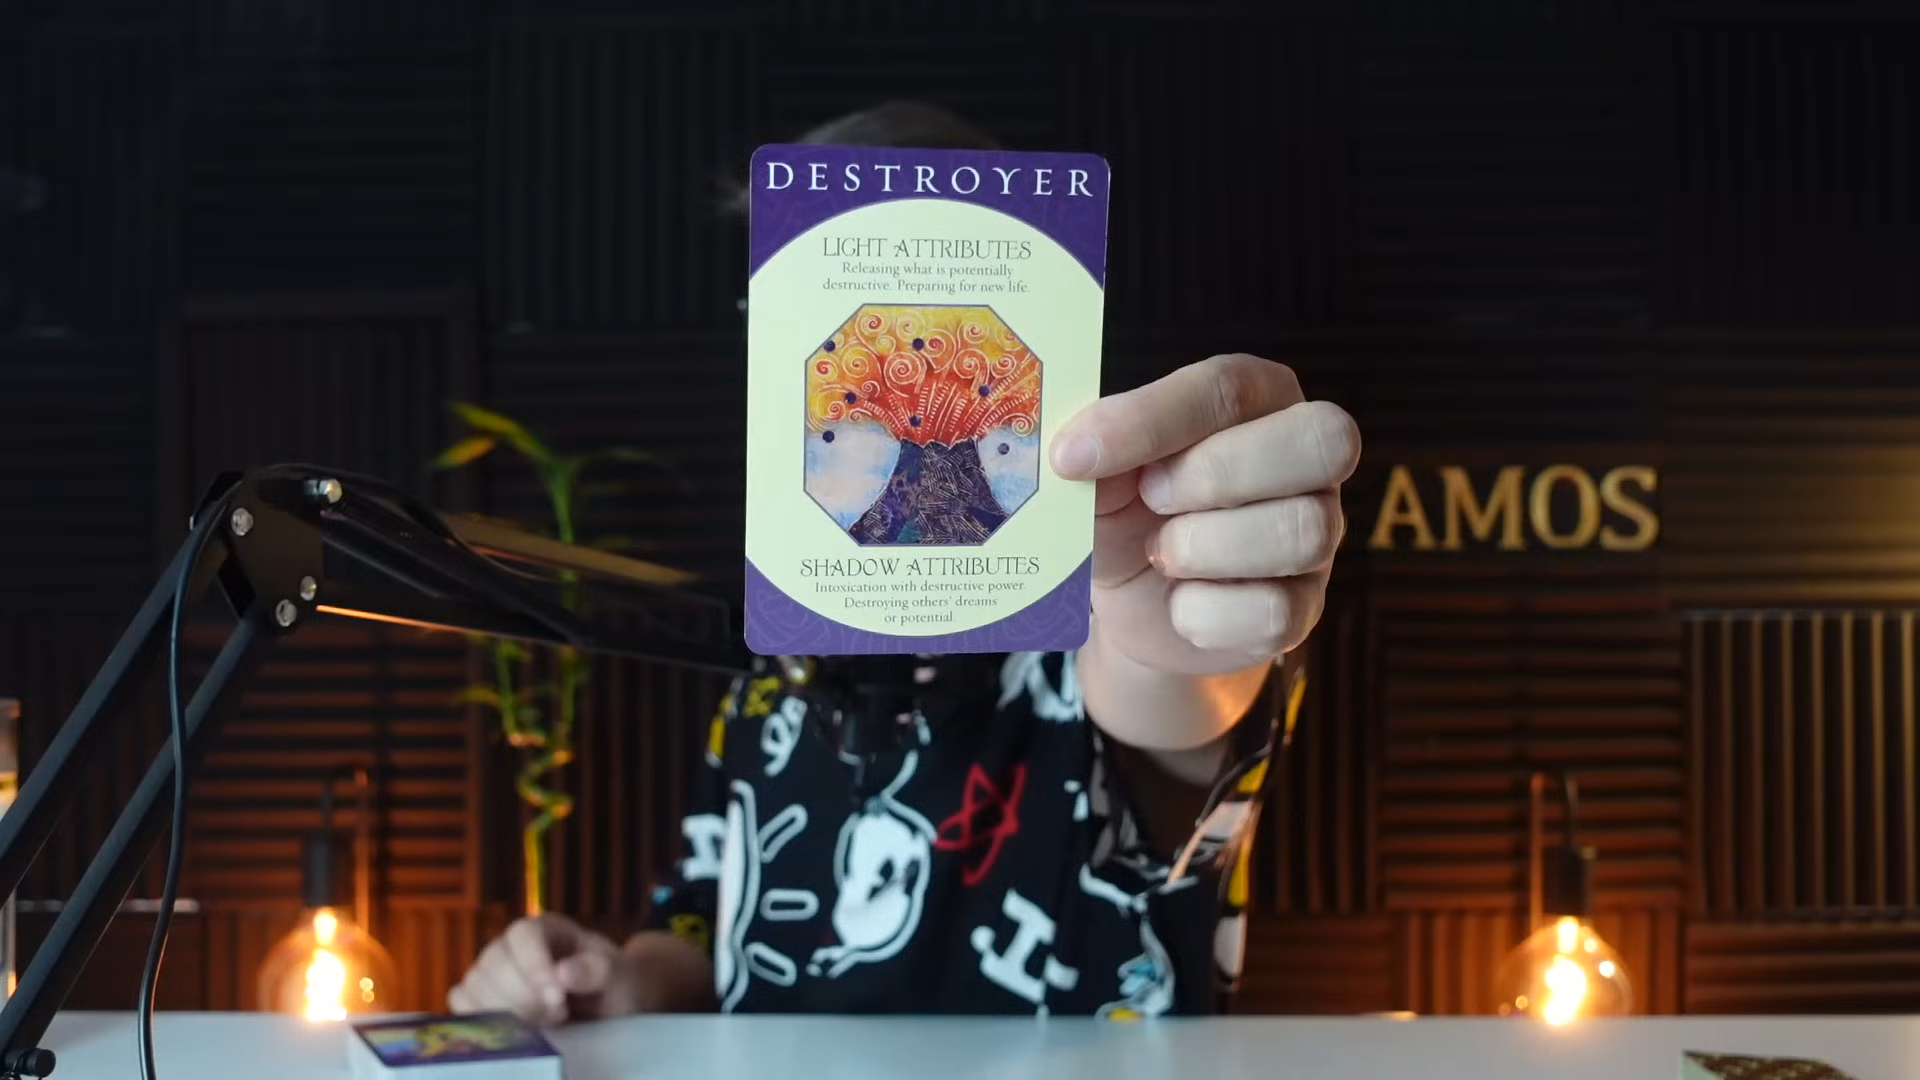 DESTROYER
LIGHT ATTRIBUTES
Releasing what is potentially
destructive. Preparing for new life.
SHADOW ATTRIBUTES
Intoxication with destructive power.
Destroying others' dreams
or potential.
AMOS